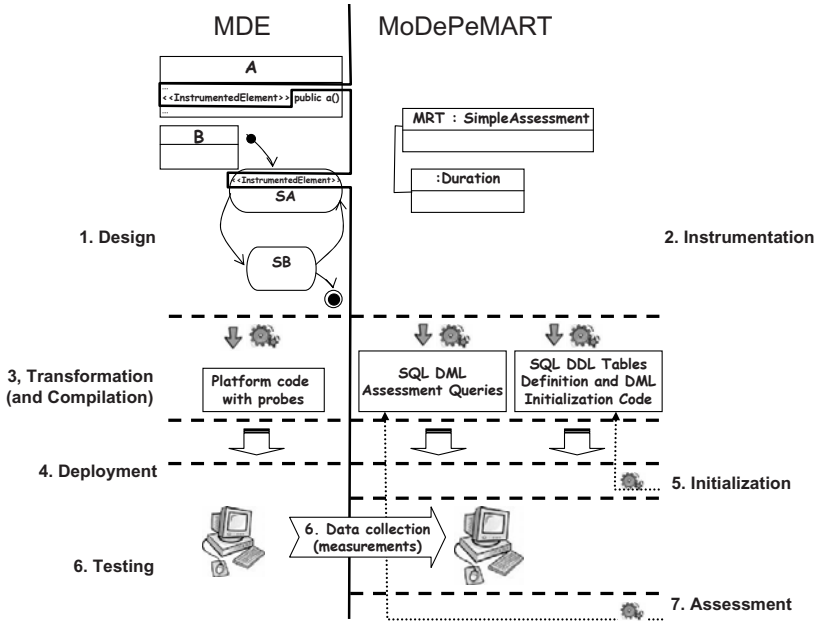 MDE
MoDePeMART
A
...
<<InstrumentedElement>> public a()
...
B
MRT : SimpleAssessment
:Duration
<<InstrumentedElement>>
SA
SB
1. Design
2. Instrumentation
3, Transformation
(and Compilation)
Platform code
with probes
SQL DML
Assessment Queries
SQL DDL Tables
Definition and DML
Initialization Code
4. Deployment
5. Initialization
6. Data collection
(measurements)
6. Testing
7. Assessment